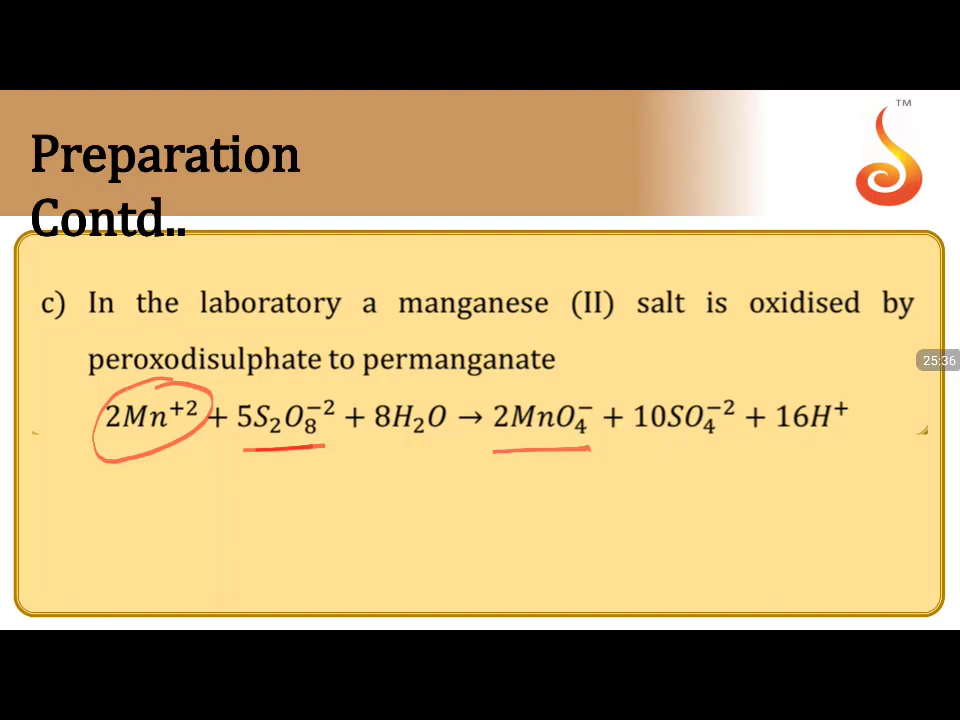 TM
Preparation
Contd..
c) In the laboratory a manganese (II) salt is oxidised by
peroxodisulphate to permanganate
25:36
2Mn⁺² + 5S₂O₈⁻² + 8H₂O → 2MnO₄⁻ + 10SO₄⁻² + 16H⁺